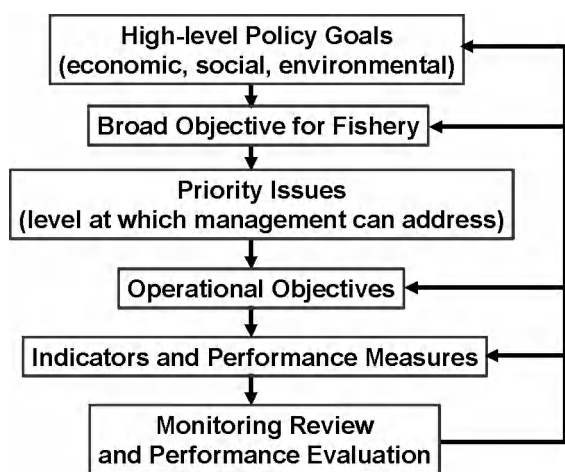 High-level Policy Goals
(economic, social, environmental)
Broad Objective for Fishery
Priority Issues
(level at which management can address)
Operational Objectives
Indicators and Performance Measures
Monitoring Review
and Performance Evaluation